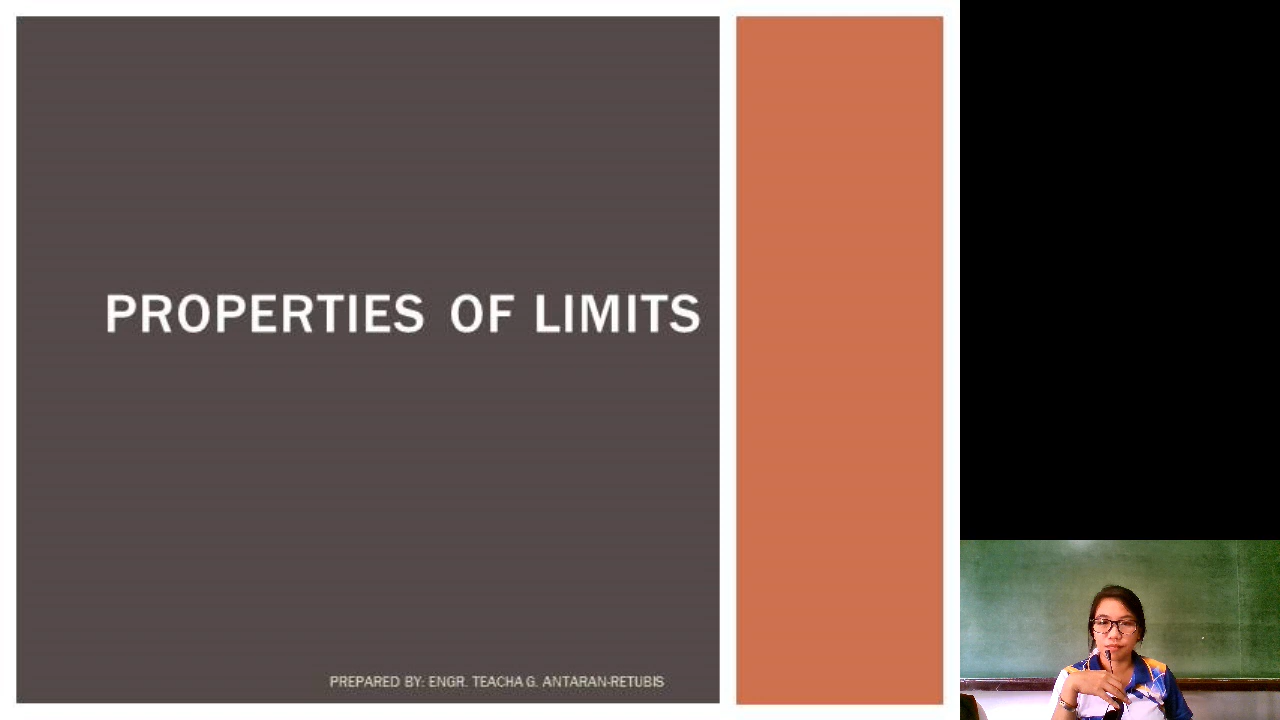 PROPERTIES OF LIMITS
PREPARED BY: ENGR. TEACHA G. ANTARAN-RETUBIS